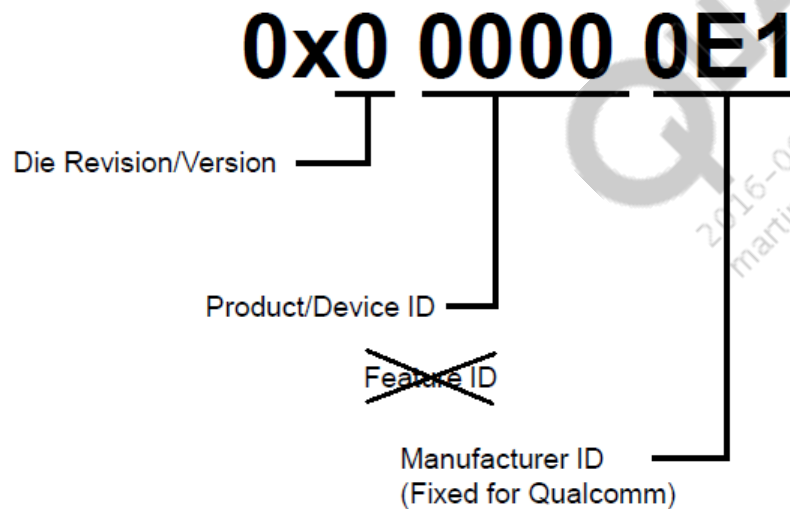 0x0 0000 0E1
Die Revision/Version
Product/Device ID
Feature ID
Manufacturer ID
(Fixed for Qualcomm)